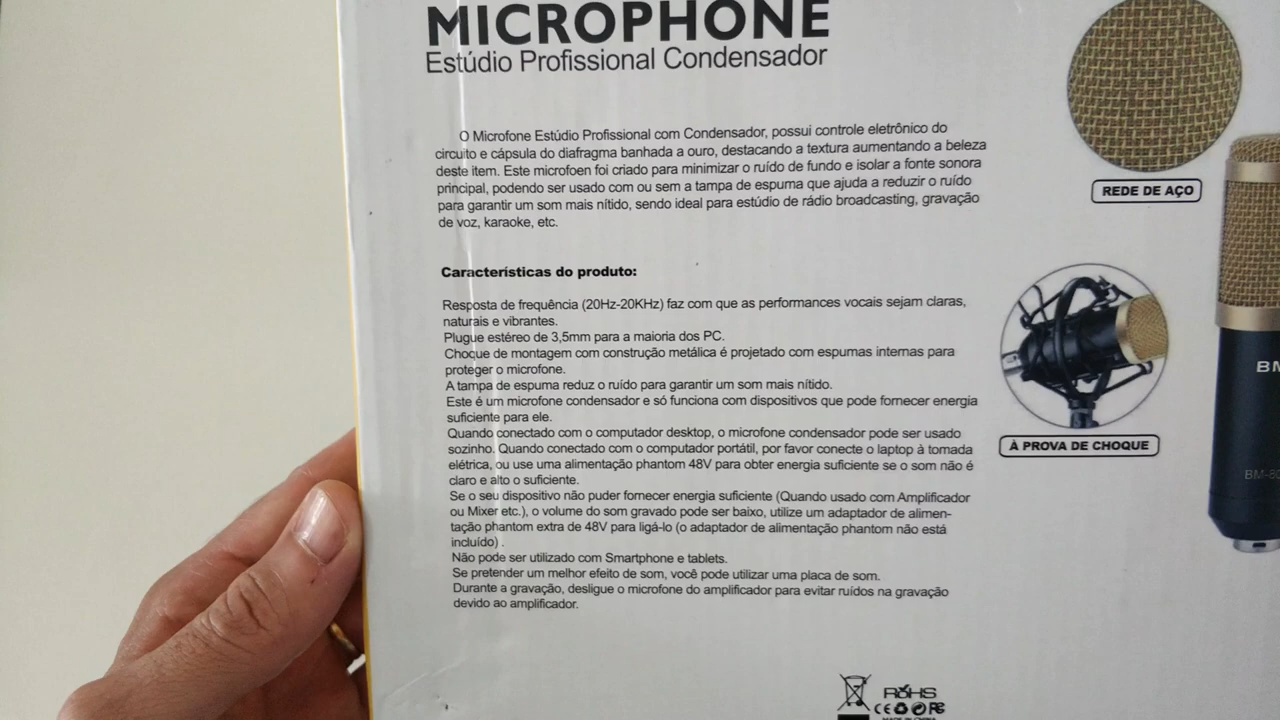 MICROPHONE
Estúdio Profissional Condensador
O Microfone Estúdio Profissional com Condensador, possui controle eletrônico do
circuito e cápsula do diafragma banhada a ouro, destacando a textura aumentando a beleza
deste item. Este microfoen foi criado para minimizar o ruído de fundo e isolar a fonte sonora
principal, podendo ser usado com ou sem a tampa de espuma que ajuda a reduzir o ruído
para garantir um som mais nítido, sendo ideal para estúdio de rádio broadcasting, gravação
de voz, karaoke, etc.
REDE DE AÇO
Características do produto:
Resposta de frequência (20Hz-20KHz) faz com que as performances vocais sejam claras,
naturais e vibrantes.
Plugue estéreo de 3,5mm para a maioria dos PC.
Choque de montagem com construção metálica é projetado com espumas internas para
proteger o microfone.
A tampa de espuma reduz o ruído para garantir um som mais nítido.
Este é um microfone condensador e só funciona com dispositivos que pode fornecer energia
suficiente para ele.
Quando conectado com o computador desktop, o microfone condensador pode ser usado
sozinho. Quando conectado com o computador portátil, por favor conecte o laptop à tomada
elétrica, ou use uma alimentação phantom 48V para obter energia suficiente se o som não é
claro e alto o suficiente.
Se o seu dispositivo não puder fornecer energia suficiente (Quando usado com Amplificador
ou Mixer etc.), o volume do som gravado pode ser baixo, utilize um adaptador de alimen-
tação phantom extra de 48V para ligá-lo (o adaptador de alimentação phantom não está
incluído) .
Não pode ser utilizado com Smartphone e tablets.
Se pretender um melhor efeito de som, você pode utilizar uma placa de som.
Durante a gravação, desligue o microfone do amplificador para evitar ruídos na gravação
devido ao amplificador.
À PROVA DE CHOQUE
BM
BM-80
RoHS
CE FC
MADE IN CHINA